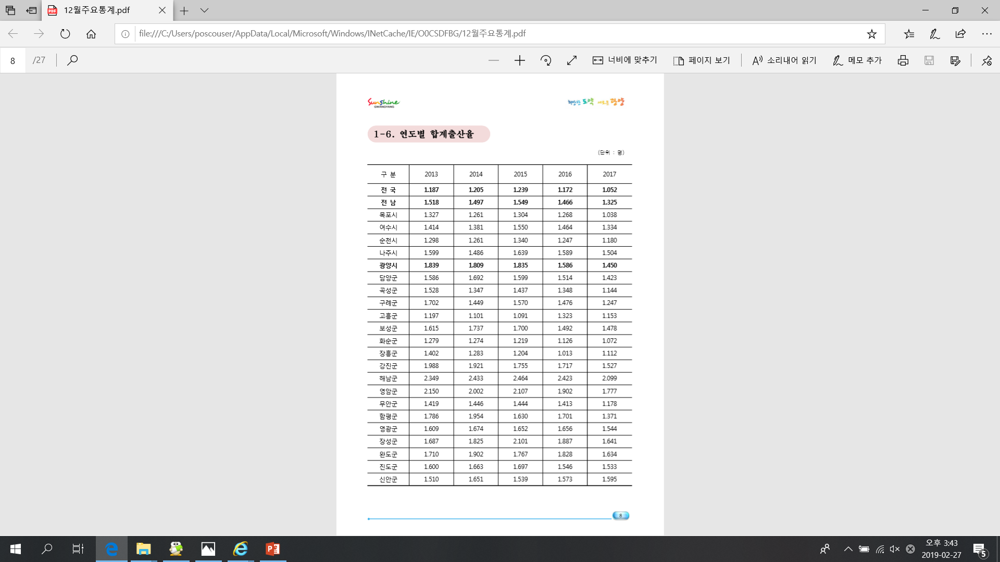 12월주요통계.pdf
file:///C:/Users/poscouser/AppData/Local/Microsoft/Windows/INetCache/IE/O0CSDFBG/12월주요통계.pdf
8 /27 너비에 맞추기 페이지 보기 소리내어 읽기 메모 추가
Sunshine
GWANGYANG
희망찬 도약 새로운 광양
1-6. 연도별 합계출산율
(단위 : 명)
구 분 2013 2014 2015 2016 2017
전 국 1.187 1.205 1.239 1.172 1.052
전 남 1.518 1.497 1.549 1.466 1.325
목포시 1.327 1.261 1.304 1.268 1.038
여수시 1.414 1.381 1.550 1.464 1.334
순천시 1.298 1.261 1.340 1.247 1.180
나주시 1.599 1.486 1.639 1.589 1.504
광양시 1.839 1.809 1.835 1.586 1.450
담양군 1.586 1.692 1.599 1.514 1.423
곡성군 1.528 1.347 1.437 1.348 1.144
구례군 1.702 1.449 1.570 1.476 1.247
고흥군 1.197 1.101 1.091 1.323 1.153
보성군 1.615 1.737 1.700 1.492 1.478
화순군 1.279 1.274 1.219 1.126 1.072
장흥군 1.402 1.283 1.204 1.013 1.112
강진군 1.988 1.921 1.755 1.717 1.527
해남군 2.349 2.433 2.464 2.423 2.099
영암군 2.150 2.002 2.107 1.902 1.777
무안군 1.419 1.446 1.444 1.413 1.178
함평군 1.786 1.954 1.630 1.701 1.371
영광군 1.609 1.674 1.652 1.656 1.544
장성군 1.687 1.825 2.101 1.887 1.641
완도군 1.710 1.902 1.767 1.828 1.634
진도군 1.600 1.663 1.697 1.546 1.533
신안군 1.510 1.651 1.539 1.573 1.595
8
오후 3:43
2019-02-27
5